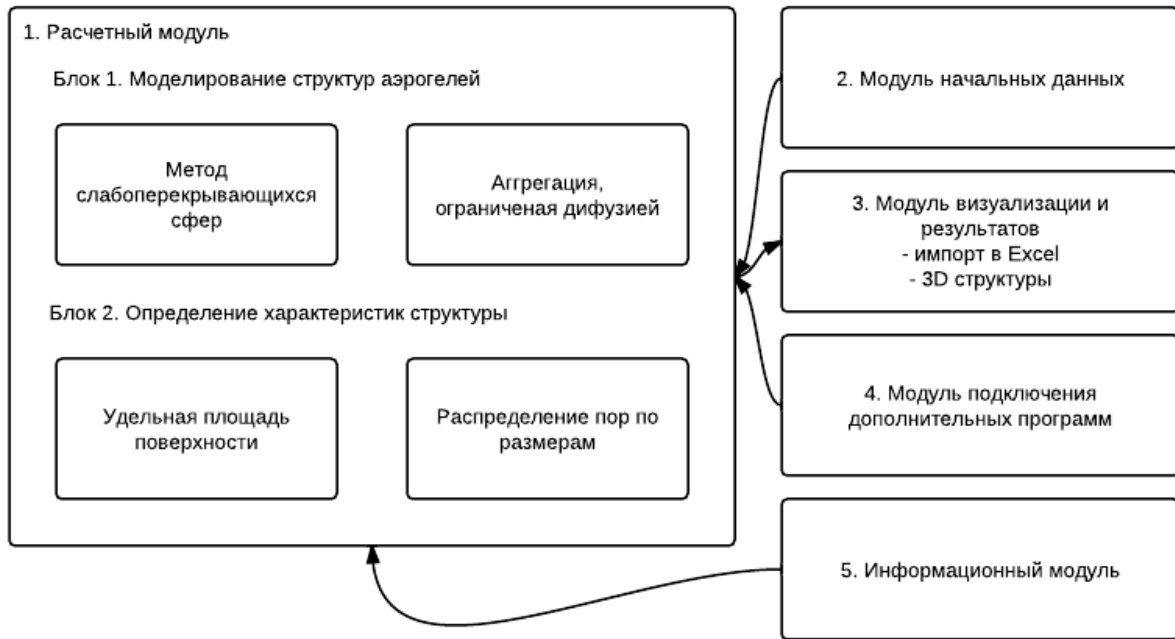 1. Расчетный модуль
Блок 1. Моделирование структур аэрогелей
Метод
слабоперекрывающихся
сфер
Аггрегация,
ограниченая дифузией
Блок 2. Определение характеристик структуры
Удельная площадь
поверхности
Распределение пор по
размерам
2. Модуль начальных данных
3. Модуль визуализации и
результатов
- импорт в Excel
- 3D структуры
4. Модуль подключения
дополнительных программ
5. Информационный модуль